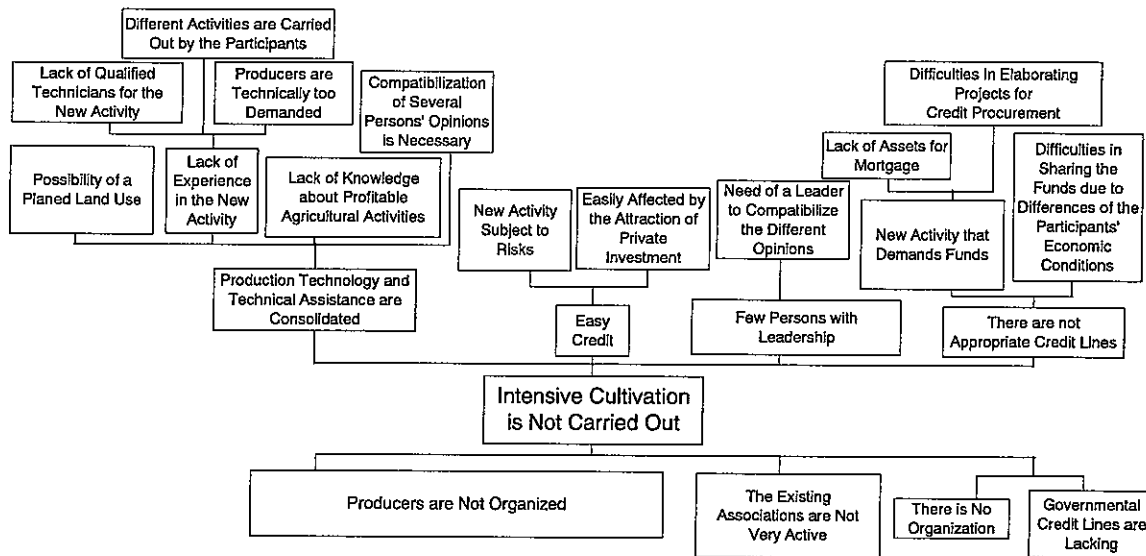 Different Activities are Carried
Out by the Participants
Lack of Qualified
Technicians for the
New Activity
Producers are
Technically too
Demanded
Compatibilization
of Several
Persons' Opinions
is Necessary
Difficulties in Elaborating
Projects for
Credit Procurement
Possibility of a
Planed Land Use
Lack of
Experience
in the New
Activity
Lack of Knowledge
about Profitable
Agricultural Activities
New Activity
Subject to
Risks
Easily Affected by
the Attraction of
Private
Investment
Need of a Leader
to Compatibilize
the Different
Opinions
Lack of Assets for
Mortgage
New Activity that
Demands Funds
Difficulties in
Sharing the
Funds due to
Differences of the
Participants'
Economic
Conditions
Production Technology and
Technical Assistance are
Consolidated
Easy
Credit
Few Persons with
Leadership
There are not
Appropriate Credit Lines
Intensive Cultivation
is Not Carried Out
Producers are Not Organized
The Existing
Associations are Not
Very Active
There is No
Organization
Governmental
Credit Lines are
Lacking